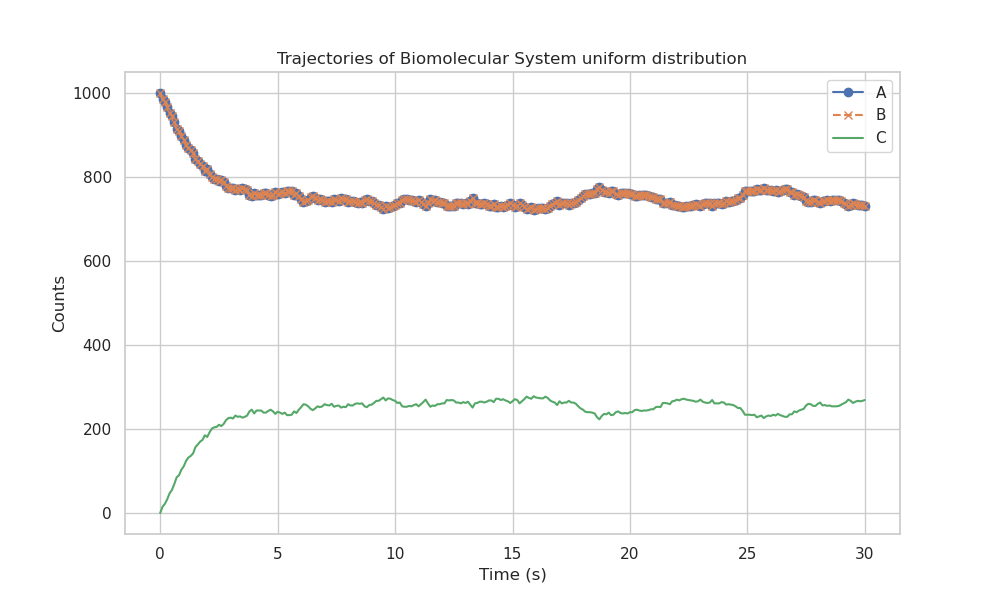 Trajectories of Biomolecular System uniform distribution
A
B
C
Counts
1000
800
600
400
200
0
0 5 10 15 20 25 30
Time (s)